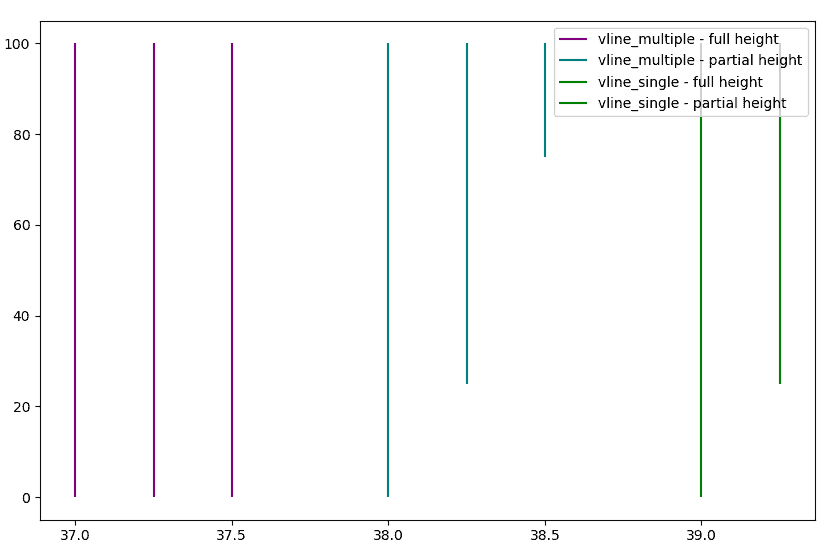 100
80
60
40
20
0
37.0 37.5 38.0 38.5 39.0
vline_multiple - full height
vline_multiple - partial height
vline_single - full height
vline_single - partial height